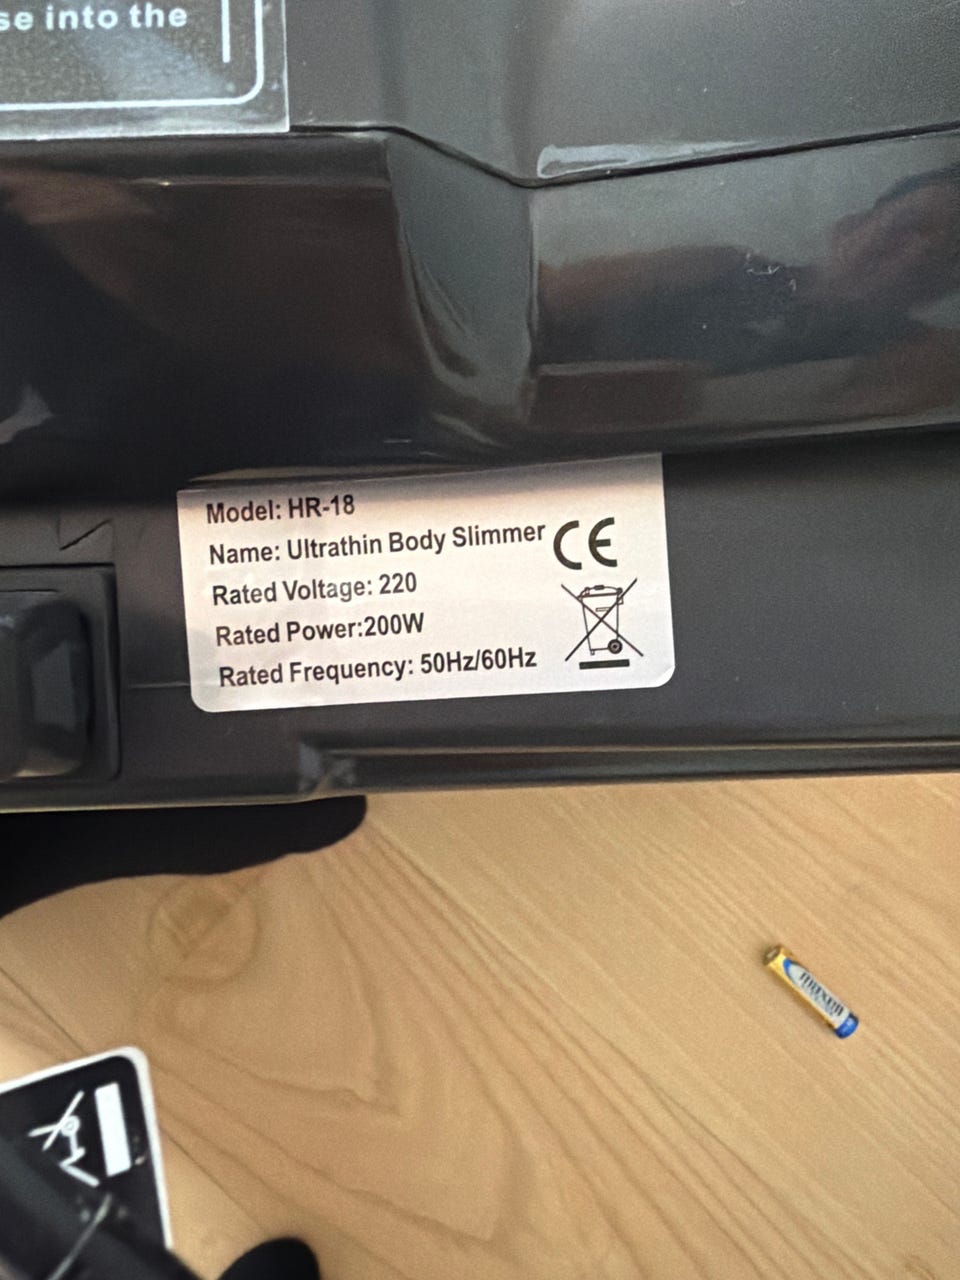 se into the
Model: HR-18
Name: Ultrathin Body Slimmer
CE
Rated Voltage: 220
Rated Power:200W
Rated Frequency: 50Hz/60Hz
maxell